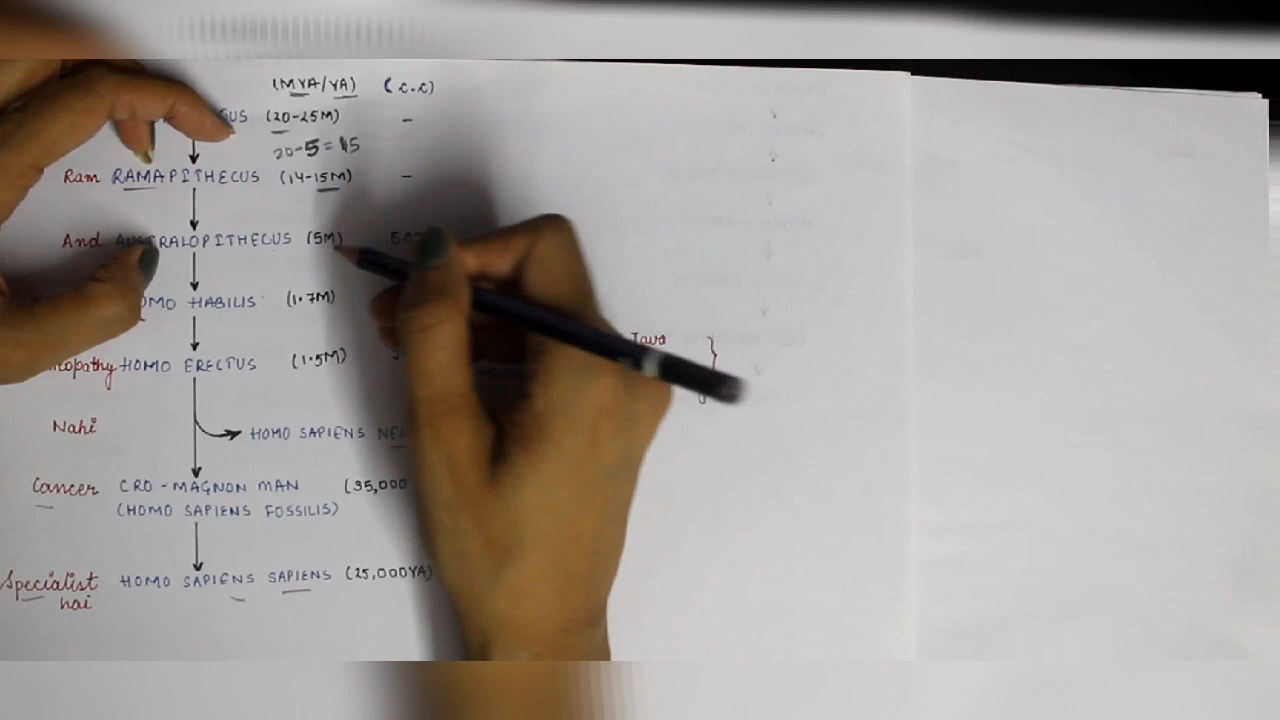 (MYA/YA) (C.C)
(20-25M) -
20-5=15
Ram RAMAPITHECUS (14-15M) -
And AUSTRALOPITHECUS (5M)
HABILIS (1.7M)
Java
HOMO ERECTUS (1.5M)
Nahi HOMO SAPIENS
Cancer CRO-MAGNON MAN (35,000
(HOMO SAPIENS FOSSILIS)
Specialist HOMO SAPIENS SAPIENS (25,000YA)
hai